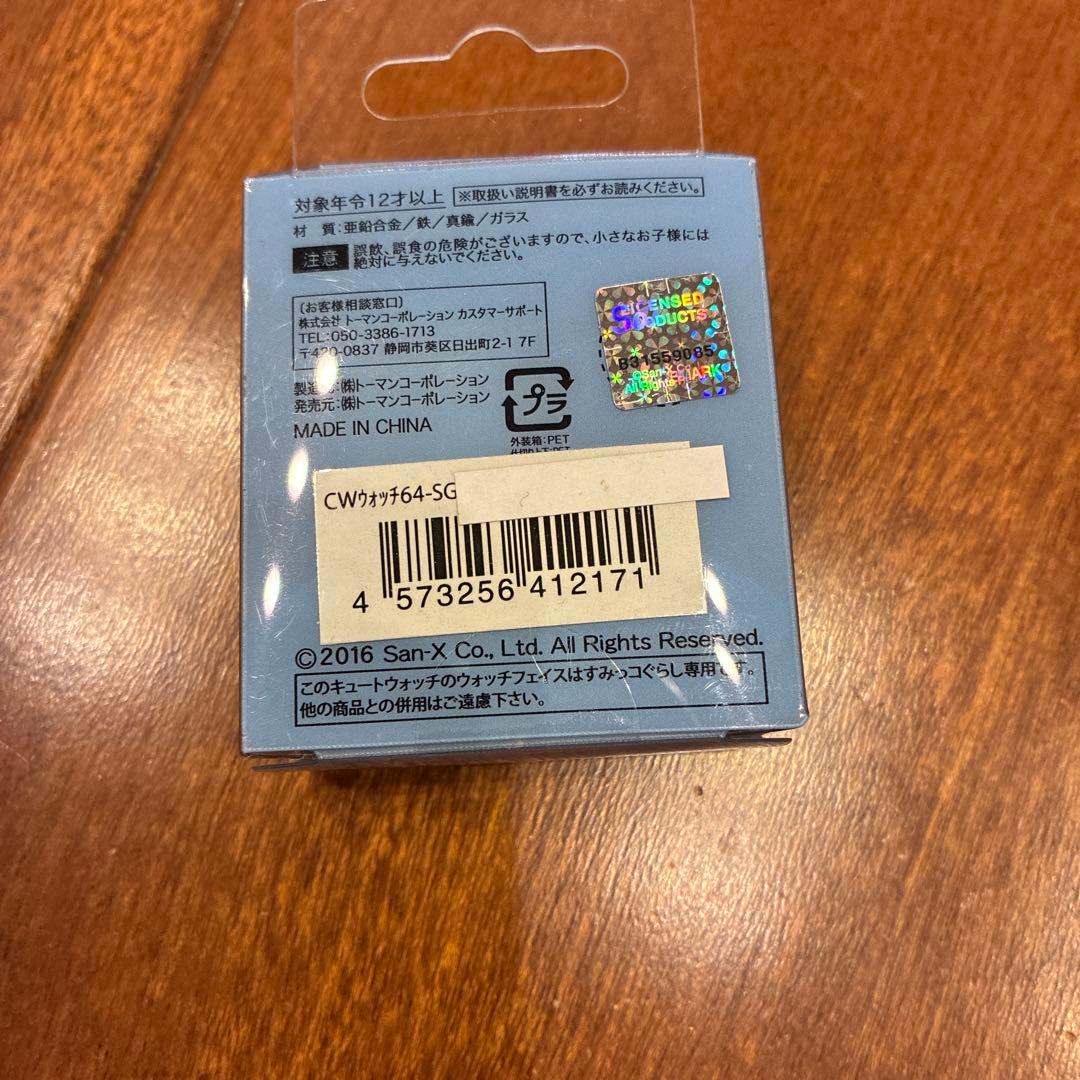 対象年令12才以上 ※取扱い説明書を必ずお読みください。
材 質:亜鉛合金/鉄/真鍮/ガラス
注意 誤飲、誤食の危険がございますので、小さなお子様には
絶対に与えないでください。
[お客様相談窓口]
株式会社 トーマンコーポレーション カスタマーサポート
TEL:050-3386-1713
〒420-0837 静岡市葵区日出町2-1 7F
製造元:㈱トーマンコーポレーション
発売元:㈱トーマンコーポレーション
MADE IN CHINA
プラ
外装箱:PET
LICENSED
PRODUCTS
B31559085
©San-X
All Rights
CWウォッチ64-SG
4 573256 412171
©2016 San-X Co., Ltd. All Rights Reserved.
このキュートウォッチのウォッチフェイスはすみっコぐらし専用です。
他の商品との併用はご遠慮下さい。